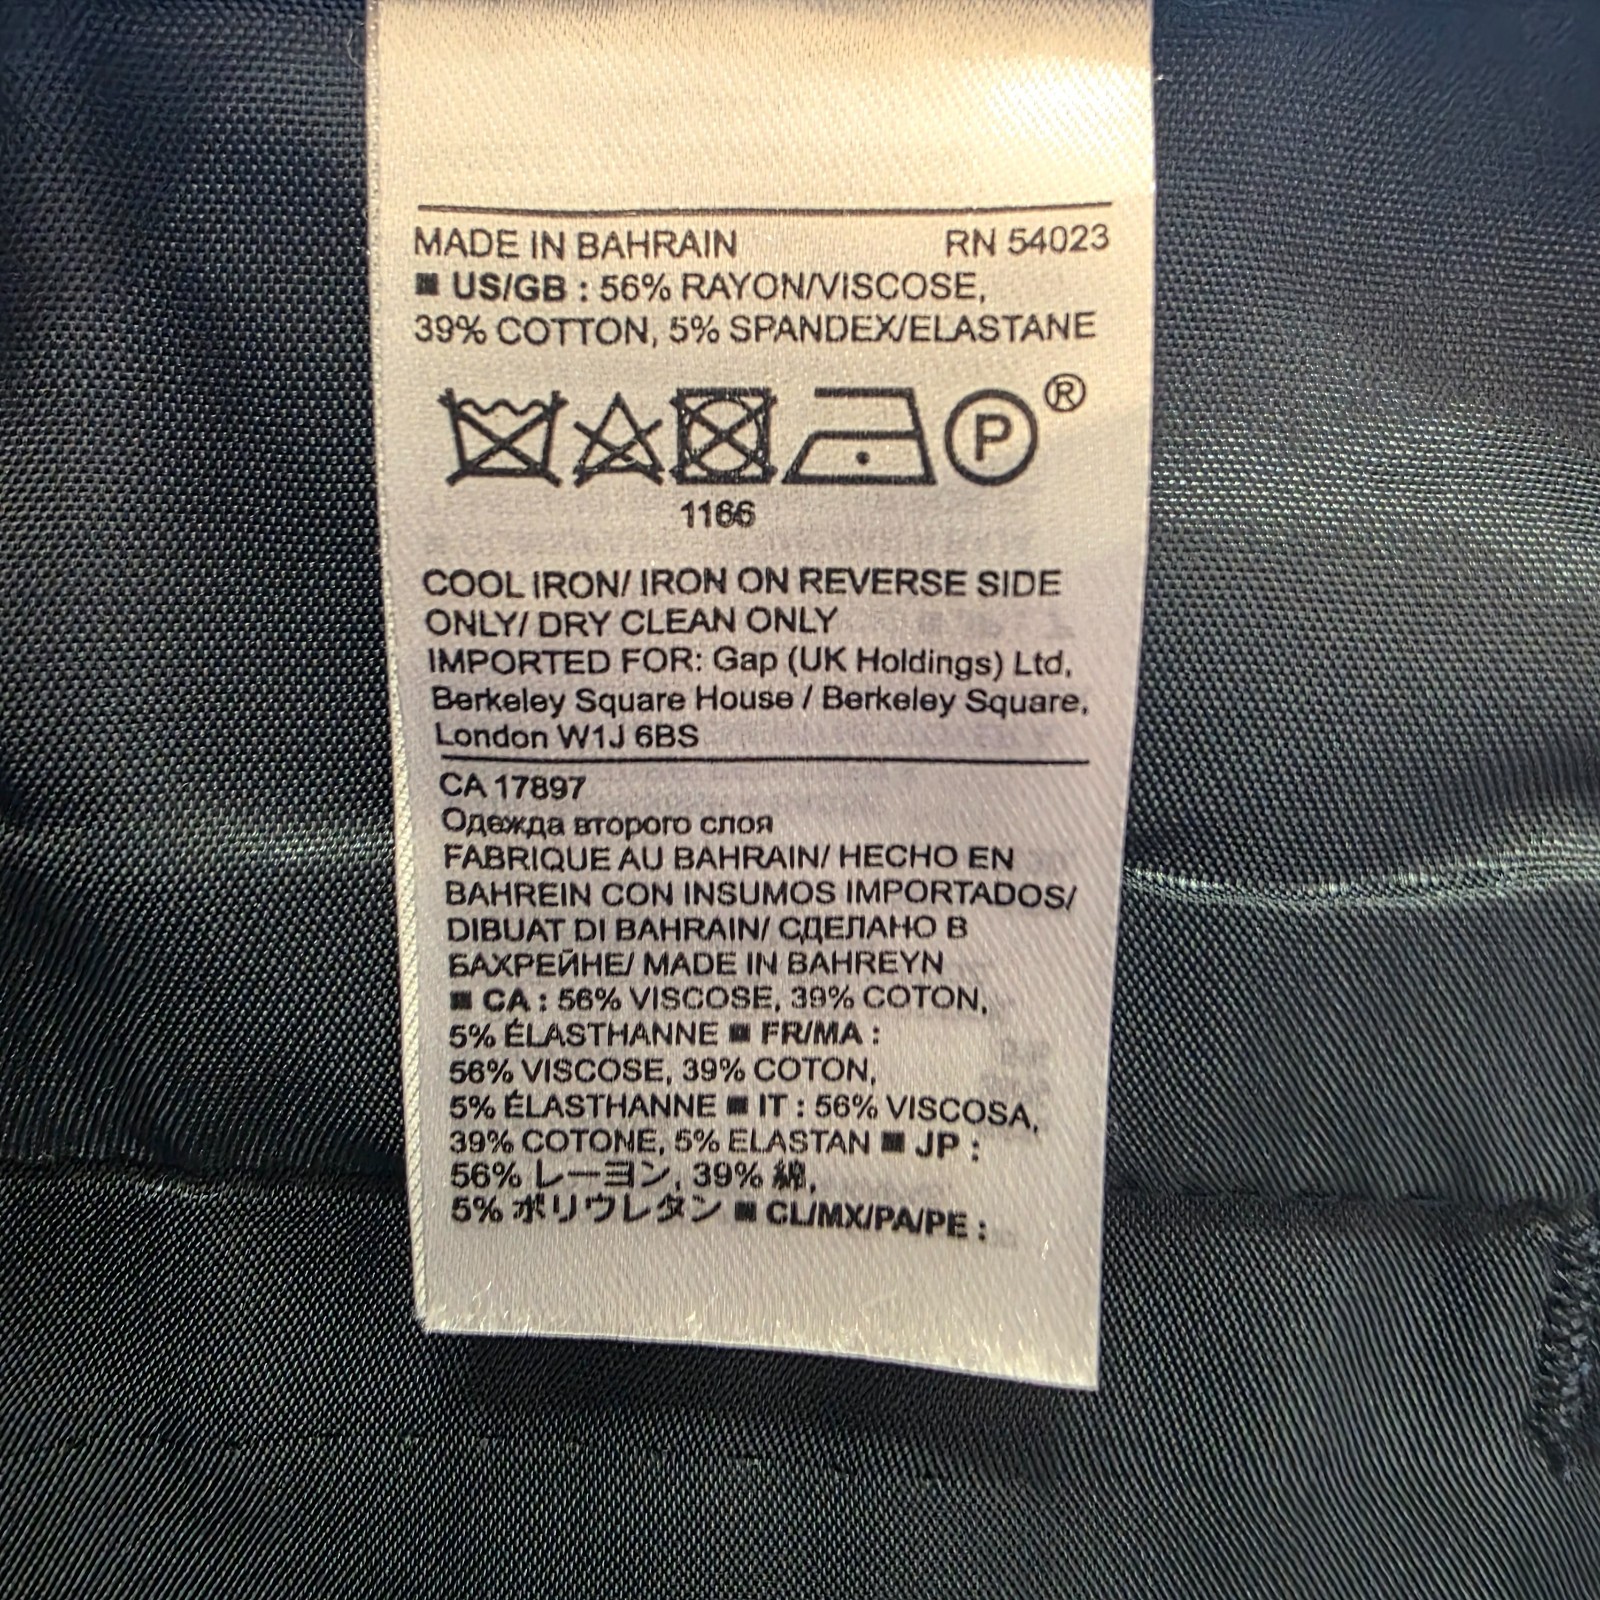 MADE IN BAHRAIN RN 54023
■ US/GB : 56% RAYON/VISCOSE,
39% COTTON, 5% SPANDEX/ELASTANE
P ®
1166
COOL IRON/ IRON ON REVERSE SIDE
ONLY/ DRY CLEAN ONLY
IMPORTED FOR: Gap (UK Holdings) Ltd,
Berkeley Square House / Berkeley Square,
London W1J 6BS
CA 17897
Одежда второго слоя
FABRIQUE AU BAHRAIN/ HECHO EN
BAHREIN CON INSUMOS IMPORTADOS/
DIBUAT DI BAHRAIN/ СДЕЛАНО В
БАХРЕЙНЕ/ MADE IN BAHREYN
■ CA : 56% VISCOSE, 39% COTON,
5% ÉLASTHANNE ■ FR/MA :
56% VISCOSE, 39% COTON,
5% ÉLASTHANNE ■ IT : 56% VISCOSA,
39% COTONE, 5% ELASTAN ■ JP :
56% レーヨン, 39% 綿,
5% ポリウレタン ■ CL/MX/PA/PE :